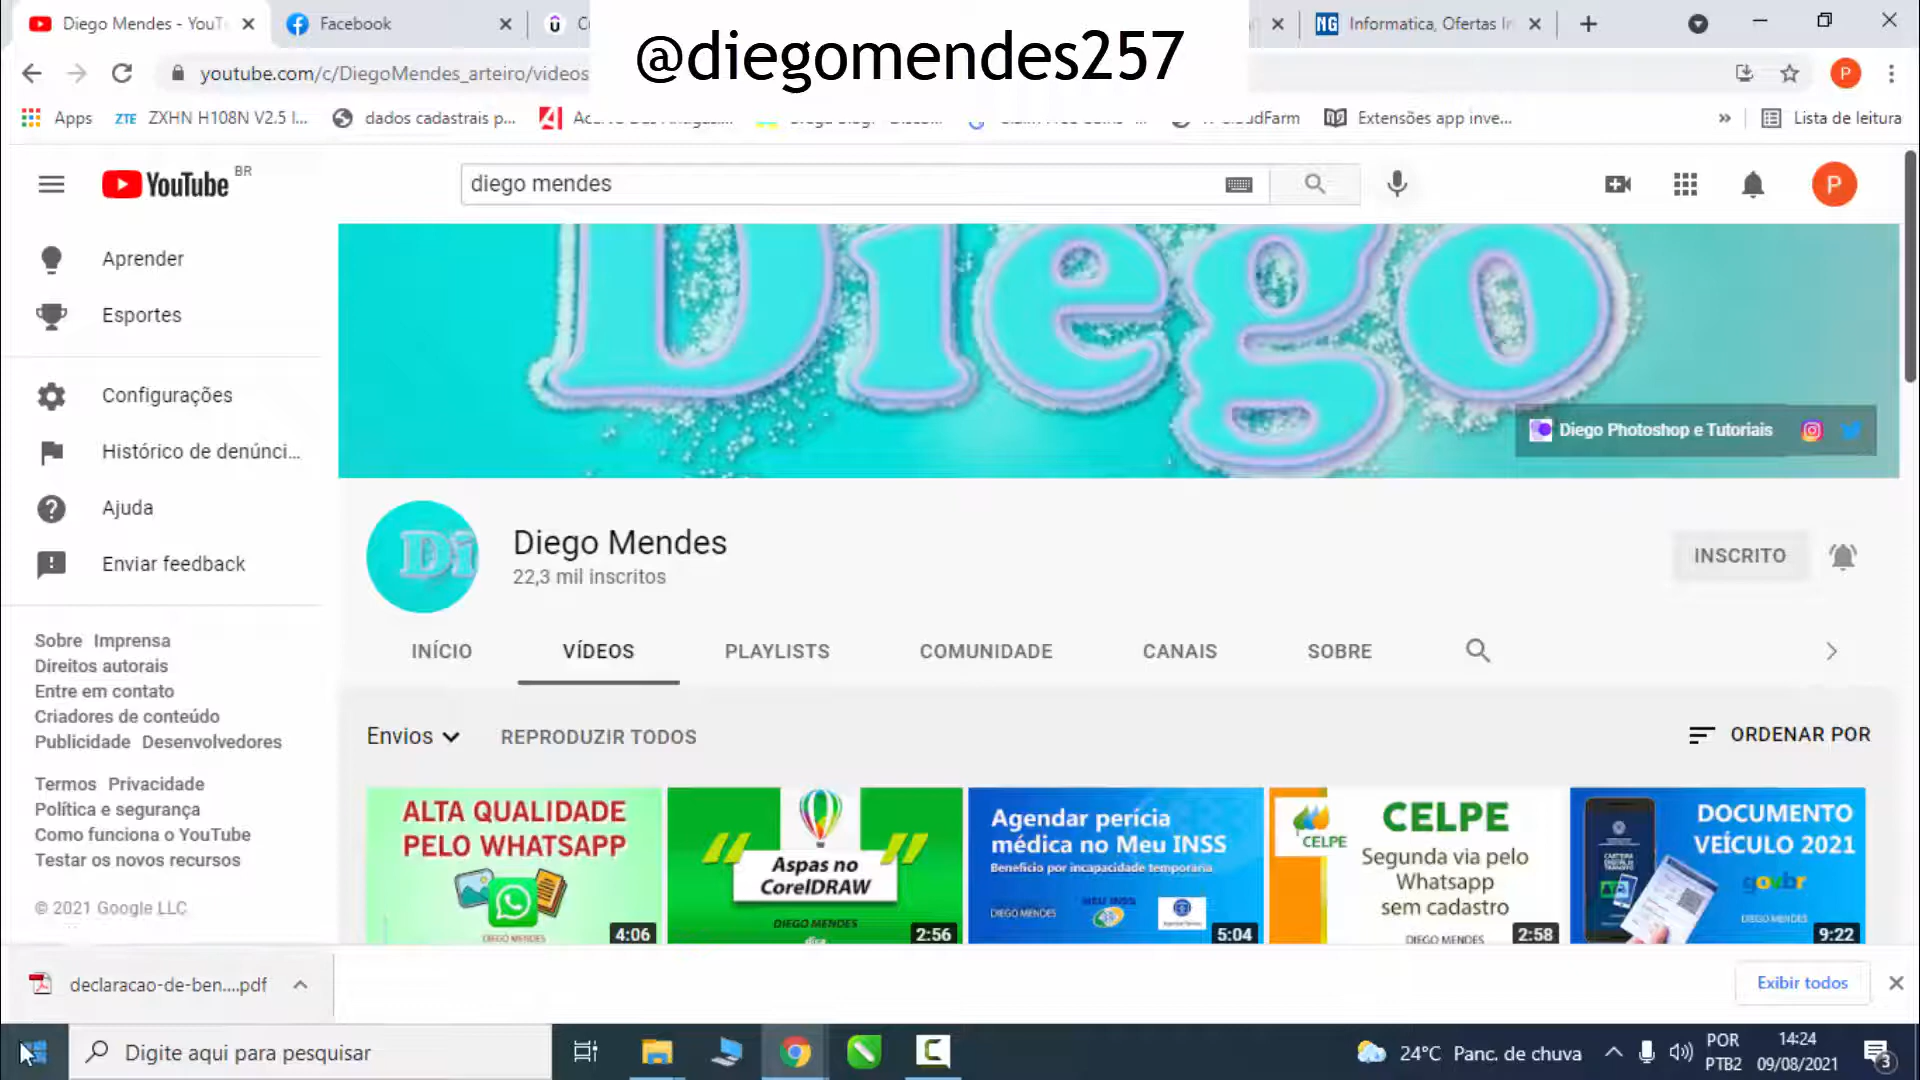 Diego Mendes - YouT
Facebook
@diegomendes257
Informatica, Ofertas In
youtube.com/c/DiegoMendes_arteiro/videos
P
Apps
ZTE ZXHN H108N V2.5 I...
dados cadastrais p...
CloudFarm
Extensões app inve...
»
Lista de leitura
YouTube BR
diego mendes
P
Aprender
Esportes
Configurações
Histórico de denúnci...
Ajuda
Enviar feedback
Sobre Imprensa
Direitos autorais
Entre em contato
Criadores de conteúdo
Publicidade Desenvolvedores
Termos Privacidade
Política e segurança
Como funciona o YouTube
Testar os novos recursos
© 2021 Google LLC
Diego
Diego Photoshop e Tutoriais
Di
Diego Mendes
22,3 mil inscritos
INSCRITO
INÍCIO
VÍDEOS
PLAYLISTS
COMUNIDADE
CANAIS
SOBRE
Envios
REPRODUZIR TODOS
ORDENAR POR
ALTA QUALIDADE
PELO WHATSAPP
DIEGO MENDES
4:06
Aspas no
CorelDRAW
DIEGO MENDES
2:56
Agendar perícia
médica no Meu INSS
Benefício por incapacidade temporária
DIEGO MENDES
MEU INSS
5:04
CELPE
CELPE
Segunda via pelo
Whatsapp
sem cadastro
DIEGO MENDES
2:58
DOCUMENTO
VEÍCULO 2021
govbr
DIEGO MENDES
9:22
declaracao-de-ben....pdf
Exibir todos
Digite aqui para pesquisar
24°C Panc. de chuva
POR
PTB2
14:24
09/08/2021
3